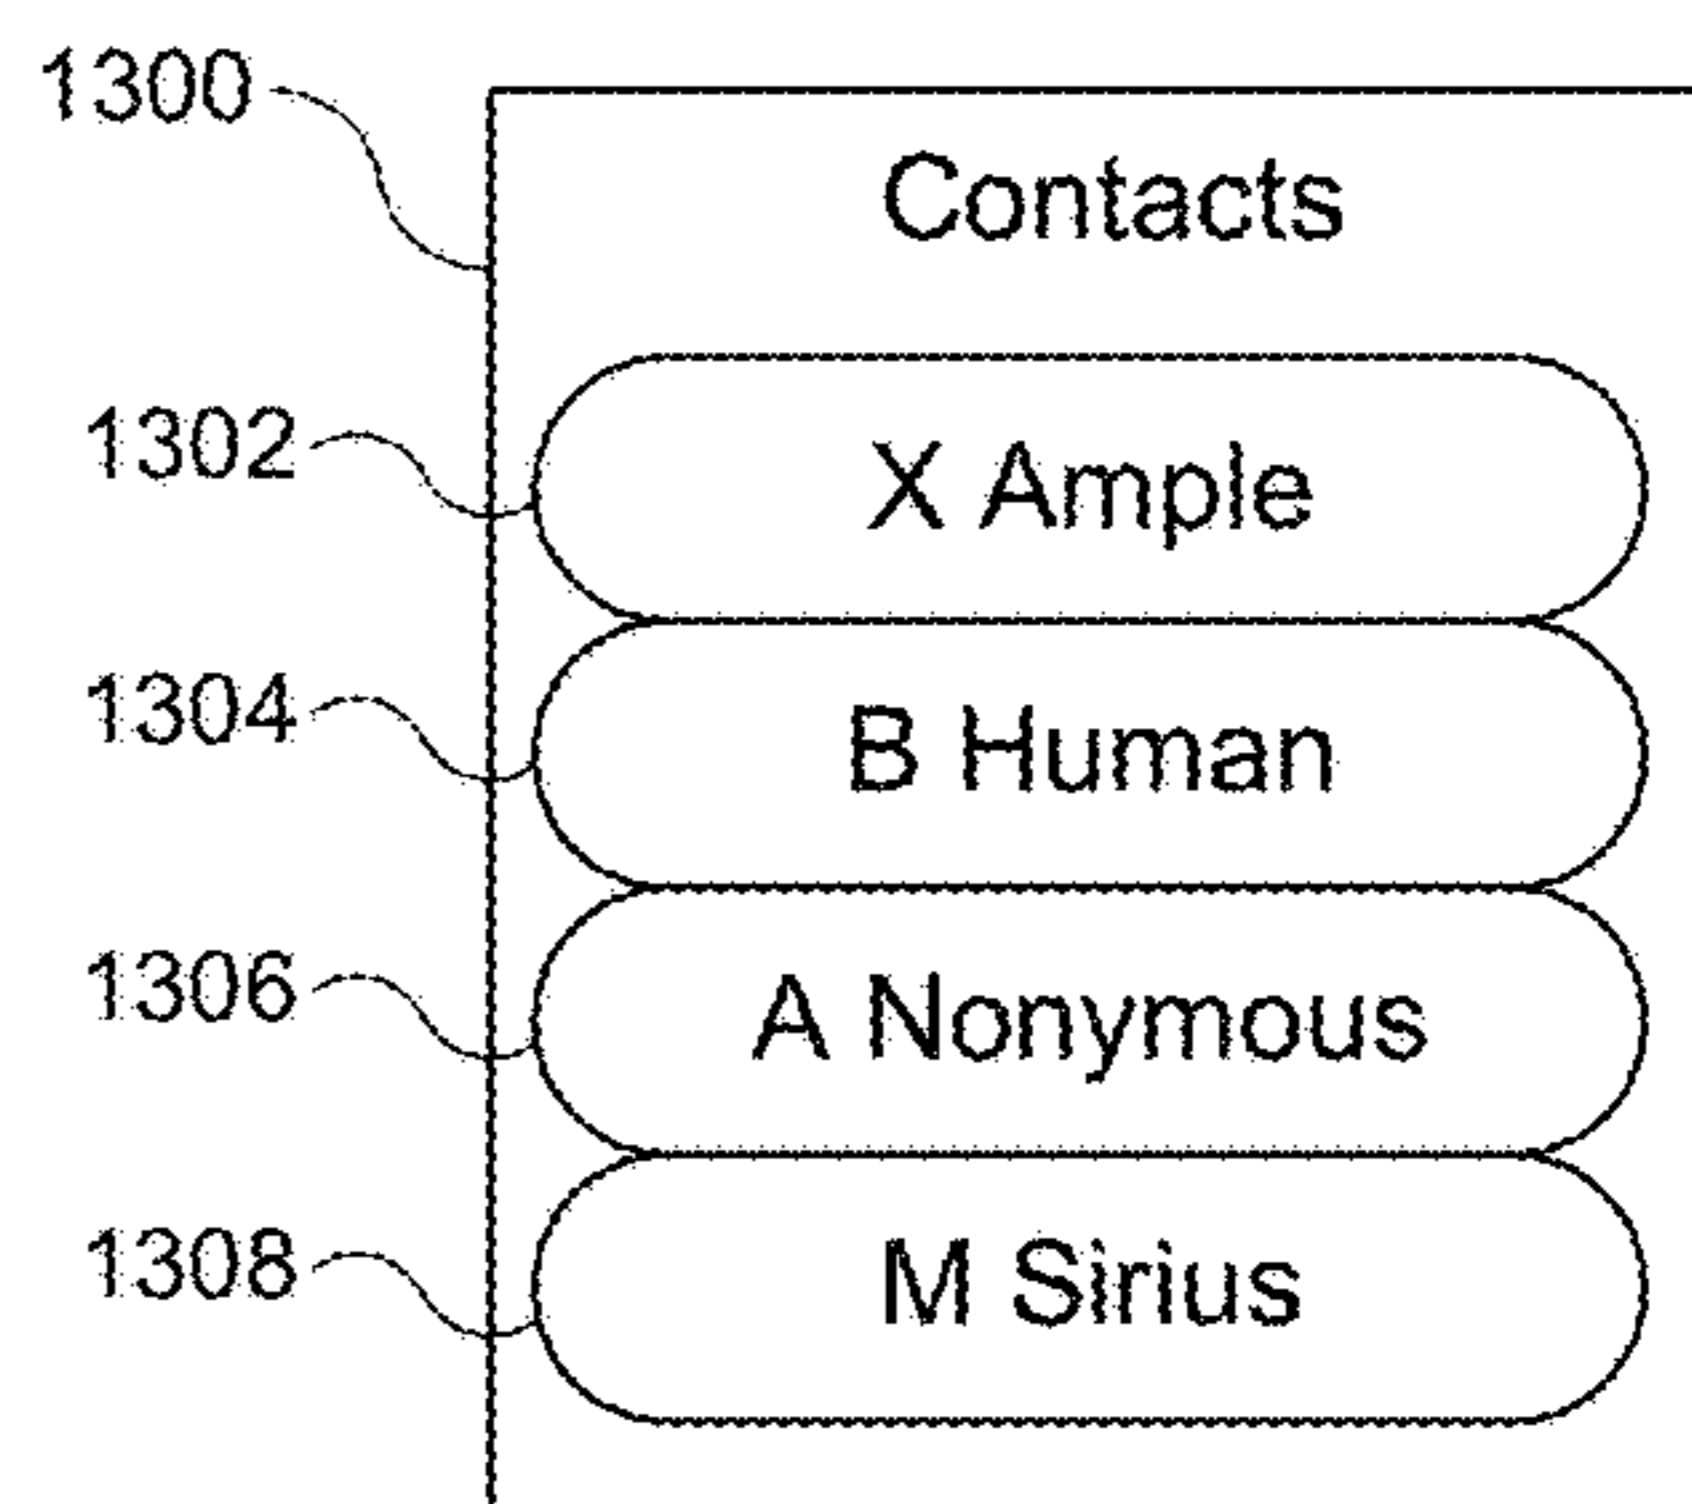 1300
Contacts
1302
X Ample
1304
B Human
1306
A Nonymous
1308
M Sirius